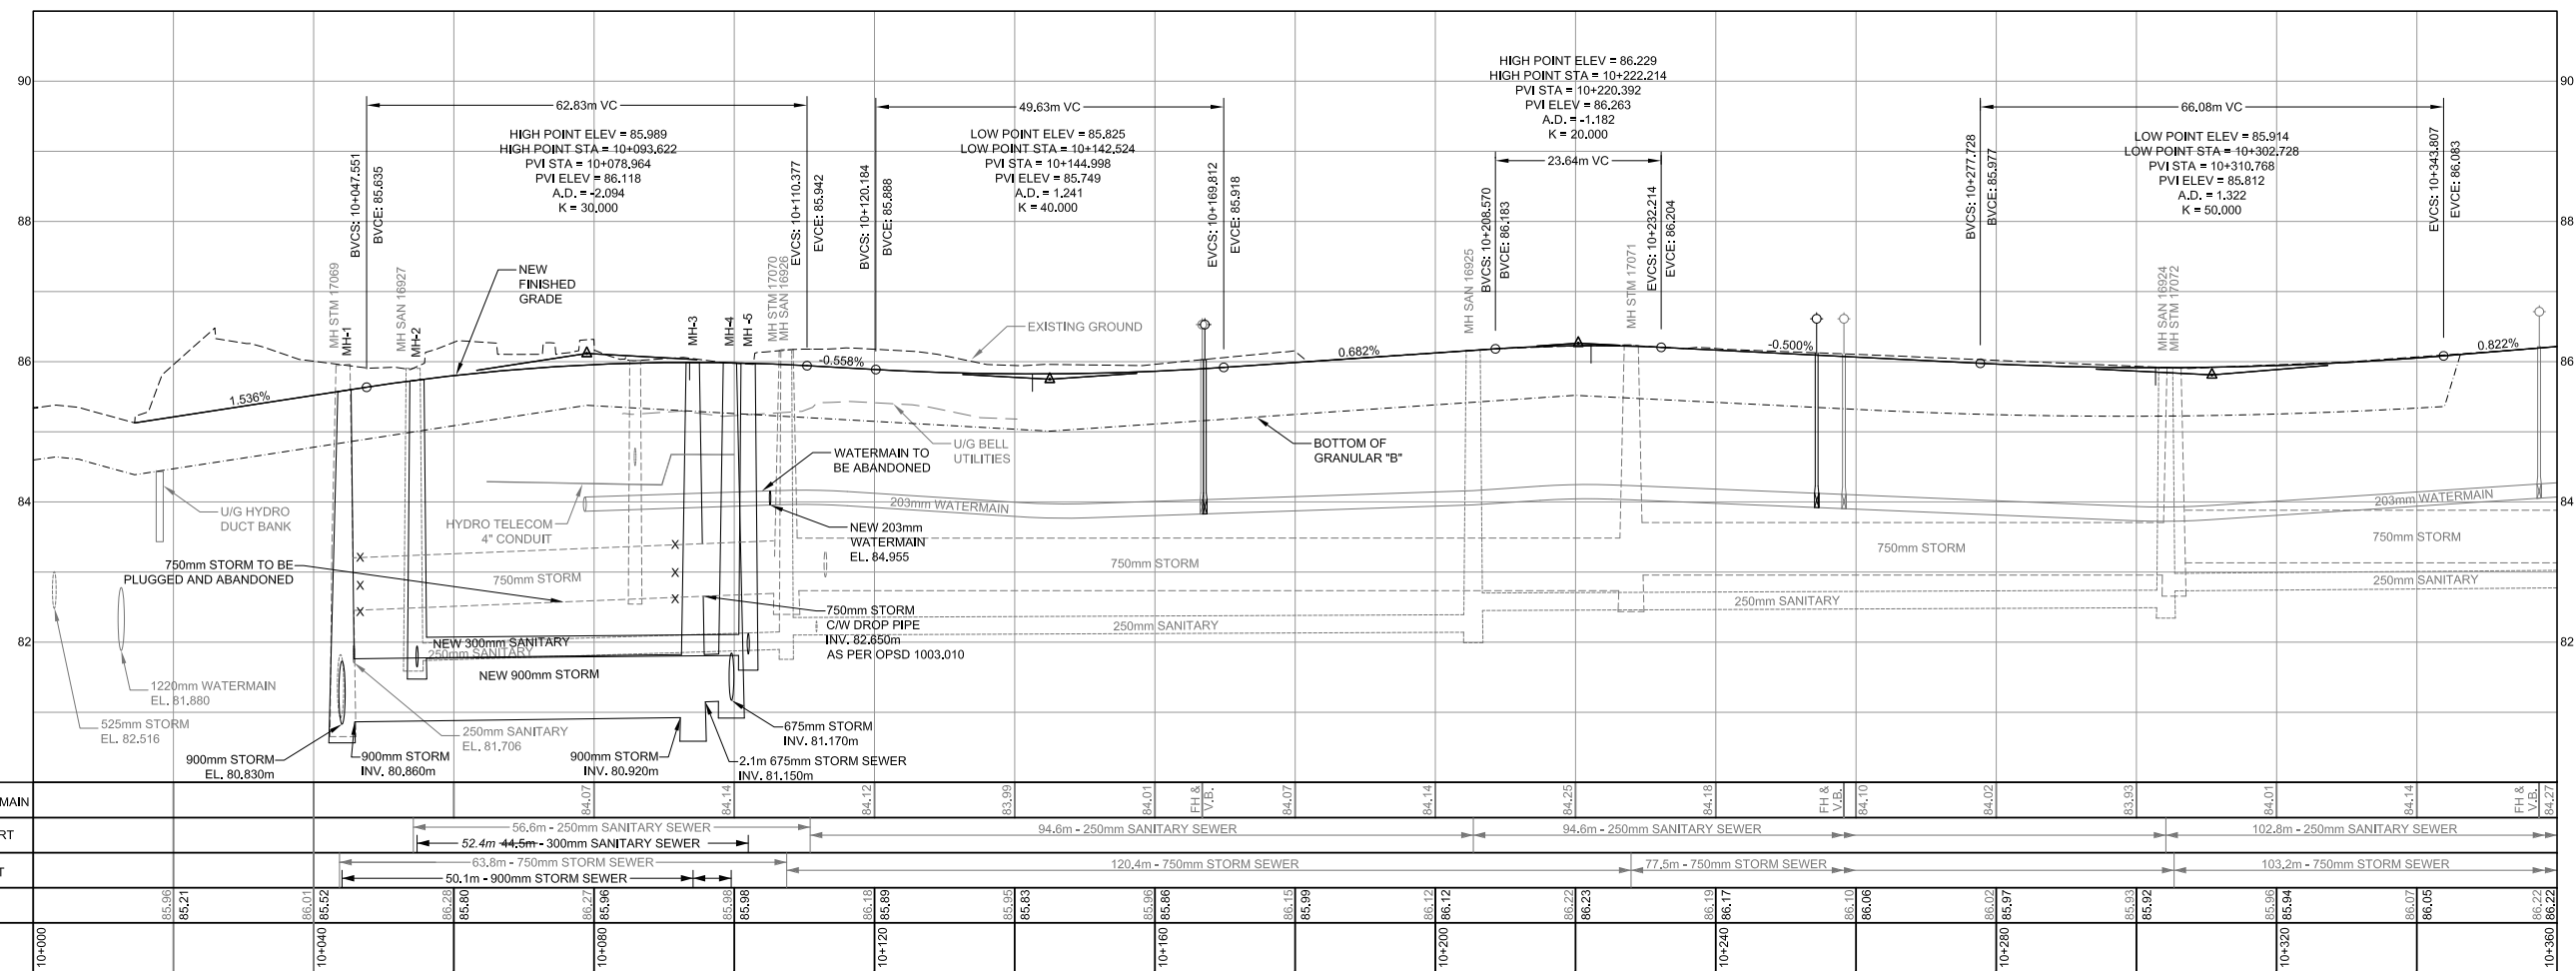 HIGH POINT ELEV = 86.229
HIGH POINT STA = 10+222.214
PVI STA = 10+220.392
PVI ELEV = 86.263
A.D. = -1.182
K = 20.000
23.64m VC
90
90
62.83m VC
HIGH POINT ELEV = 85.989
HIGH POINT STA = 10+093.622
PVI STA = 10+078.964
PVI ELEV = 86.118
A.D. = -2.094
K = 30.000
49.63m VC
LOW POINT ELEV = 85.825
LOW POINT STA = 10+142.524
PVI STA = 10+144.998
PVI ELEV = 85.749
A.D. = 1.241
K = 40.000
66.08m VC
LOW POINT ELEV = 85.914
LOW POINT STA = 10+302.728
PVI STA = 10+310.768
PVI ELEV = 85.812
A.D. = 1.322
K = 50.000
BVCS: 10+047.551
BVCE: 85.635
EVCS: 10+110.377
EVCE: 85.942
BVCS: 10+120.184
BVCE: 85.888
EVCS: 10+169.812
EVCE: 85.918
BVCS: 10+208.570
BVCE: 86.183
EVCS: 10+232.214
EVCE: 86.204
BVCS: 10+277.728
BVCE: 85.977
EVCS: 10+343.807
EVCE: 86.083
88
88
MH STM 17069
MH-1
MH SAN 16927
MH-2
NEW
FINISHED
GRADE
MH-3
MH-4
MH -5
MH STM 17070
MH SAN 16926
EXISTING GROUND
MH SAN 16925
MH STM 17071
MH SAN 16924
MH STM 17072
1
86
86
1.536%
-0.558%
0.682%
-0.500%
0.822%
U/G BELL
UTILITIES
BOTTOM OF
GRANULAR "B"
WATERMAIN TO
BE ABANDONED
84
84
U/G HYDRO
DUCT BANK
HYDRO TELECOM
4" CONDUIT
203mm WATERMAIN
203mm WATERMAIN
NEW 203mm
WATERMAIN
EL. 84.955
750mm STORM TO BE
PLUGGED AND ABANDONED
X
X
X
X
X
X
750mm STORM
750mm STORM
750mm STORM
750mm STORM
250mm SANITARY
250mm SANITARY
250mm SANITARY
750mm STORM
C/W DROP PIPE
INV. 82.650m
AS PER OPSD 1003.010
82
82
NEW 300mm SANITARY
250mm SANITARY
NEW 900mm STORM
1220mm WATERMAIN
EL. 81.880
525mm STORM
EL. 82.516
250mm SANITARY
EL. 81.706
900mm STORM
EL. 80.830m
900mm STORM
INV. 80.860m
900mm STORM
INV. 80.920m
675mm STORM
INV. 81.170m
2.1m 675mm STORM SEWER
INV. 81.150m
MAIN
84.07
84.14
84.12
83.99
84.01
FH &
V.B.
84.07
84.14
84.25
84.18
FH &
V.B.
84.10
84.02
83.93
84.01
84.14
FH &
V.B.
84.27
RT
56.6m - 250mm SANITARY SEWER
94.6m - 250mm SANITARY SEWER
94.6m - 250mm SANITARY SEWER
102.8m - 250mm SANITARY SEWER
52.4m 44.5m - 300mm SANITARY SEWER
T
63.8m - 750mm STORM SEWER
120.4m - 750mm STORM SEWER
77.5m - 750mm STORM SEWER
103.2m - 750mm STORM SEWER
50.1m - 900mm STORM SEWER
85.96
85.21
86.01
85.52
86.28
85.80
86.27
85.96
85.98
85.98
86.18
85.89
85.95
85.83
85.96
85.86
86.15
85.99
86.12
86.12
86.22
86.23
86.19
86.17
86.10
86.06
86.02
85.97
85.93
85.92
85.96
85.94
86.07
86.05
86.22
86.22
10+000
10+040
10+080
10+120
10+160
10+200
10+240
10+280
10+320
10+360